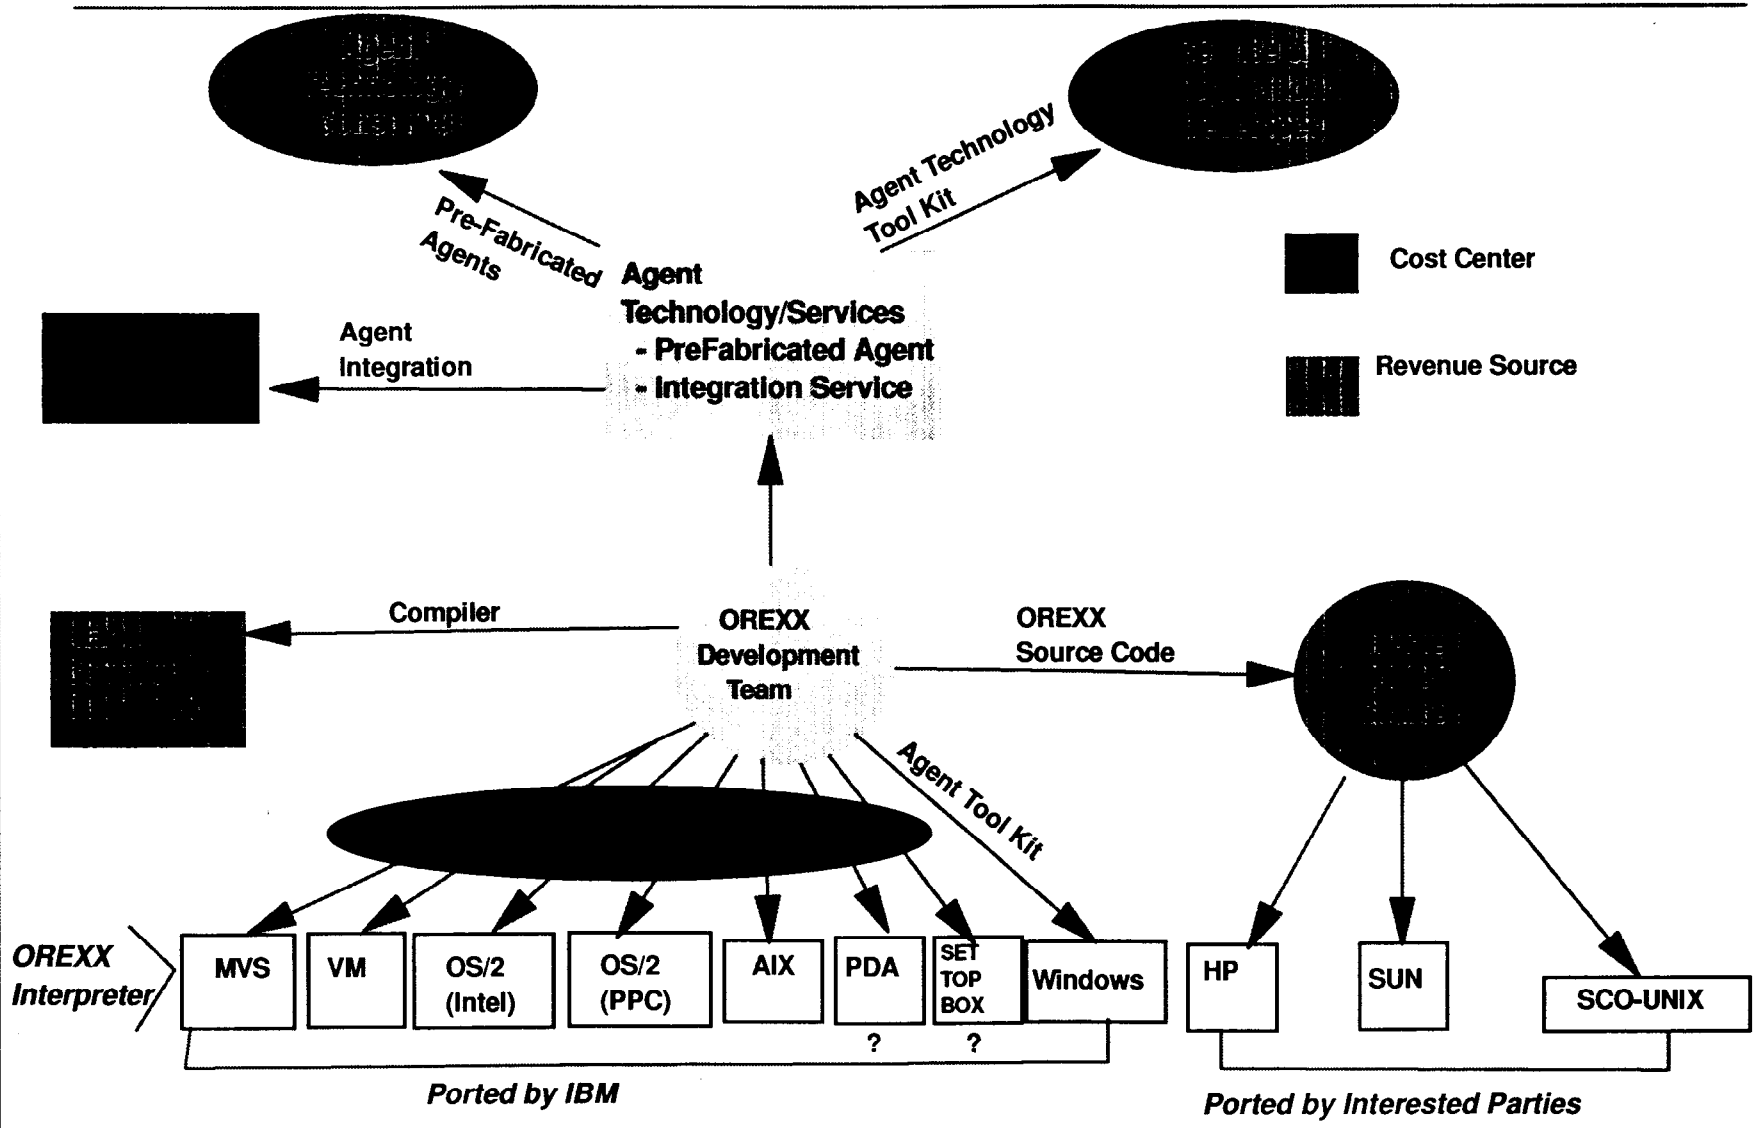 Agent
Agent Technology
Tool Kit
Pre-Fabricated
Agents
Cost Center
Agent
Technology/Services
- PreFabricated Agent
- Integration Service
Agent
Integration
Revenue Source
Compiler
OREXX
Development
Team
OREXX
Source Code
Agent Tool Kit
OREXX
Interpreter
MVS
VM
OS/2
(Intel)
OS/2
(PPC)
AIX
PDA
SET
TOP
BOX
Windows
HP
SUN
SCO-UNIX
?
?
Ported by IBM
Ported by Interested Parties